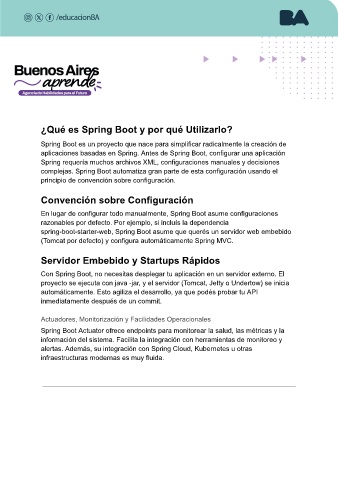 /educacionBA
BA
Buenos Aires
aprende
Agencia de Habilidades para el Futuro
¿Qué es Spring Boot y por qué Utilizarlo?
Spring Boot es un proyecto que nace para simplificar radicalmente la creación de
aplicaciones basadas en Spring. Antes de Spring Boot, configurar una aplicación
Spring requería muchos archivos XML, configuraciones manuales y decisiones
complejas. Spring Boot automatiza gran parte de esta configuración usando el
principio de convención sobre configuración.
Convención sobre Configuración
En lugar de configurar todo manualmente, Spring Boot asume configuraciones
razonables por defecto. Por ejemplo, si incluís la dependencia
spring-boot-starter-web, Spring Boot asume que querés un servidor web embebido
(Tomcat por defecto) y configura automáticamente Spring MVC.
Servidor Embebido y Startups Rápidos
Con Spring Boot, no necesitas desplegar tu aplicación en un servidor externo. El
proyecto se ejecuta con java -jar, y el servidor (Tomcat, Jetty o Undertow) se inicia
automáticamente. Esto agiliza el desarrollo, ya que podés probar tu API
inmediatamente después de un commit.
Actuadores, Monitorización y Facilidades Operacionales
Spring Boot Actuator ofrece endpoints para monitorear la salud, las métricas y la
información del sistema. Facilita la integración con herramientas de monitoreo y
alertas. Además, su integración con Spring Cloud, Kubernetes u otras
infraestructuras modernas es muy fluida.